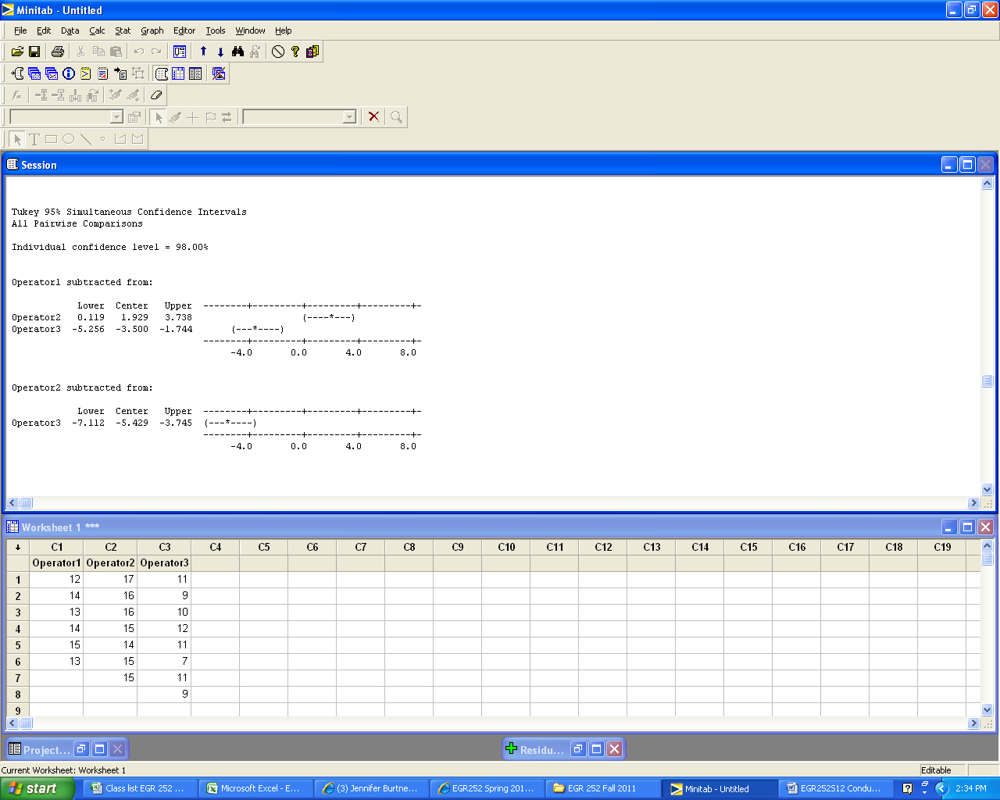 Minitab - Untitled
File Edit Data Calc Stat Graph Editor Tools Window Help
Session
Tukey 95% Simultaneous Confidence Intervals
All Pairwise Comparisons
Individual confidence level = 98.00%
Operator1 subtracted from:
Lower Center Upper --------+---------+---------+---------+-
Operator2 0.119 1.929 3.738 (----*---)
Operator3 -5.256 -3.500 -1.744 (---*----)
--------+---------+---------+---------+-
-4.0 0.0 4.0 8.0
Operator2 subtracted from:
Lower Center Upper --------+---------+---------+---------+-
Operator3 -7.112 -5.429 -3.745 (---*----)
--------+---------+---------+---------+-
-4.0 0.0 4.0 8.0
Worksheet 1 ***
C1 C2 C3 C4 C5 C6 C7 C8 C9 C10 C11 C12 C13 C14 C15 C16 C17 C18 C19
Operator1 Operator2 Operator3
1 12 17 11
2 14 16 9
3 13 16 10
4 14 15 12
5 15 14 11
6 13 15 7
7 15 11
8 9
9
Project... Residu...
Current Worksheet: Worksheet 1 Editable
start Class list EGR 252 ... Microsoft Excel - E... (3) Jennifer Burtne... EGR252 Spring 201... EGR 252 Fall 2011 Minitab - Untitled EGR252S12 Condu... 2:34 PM